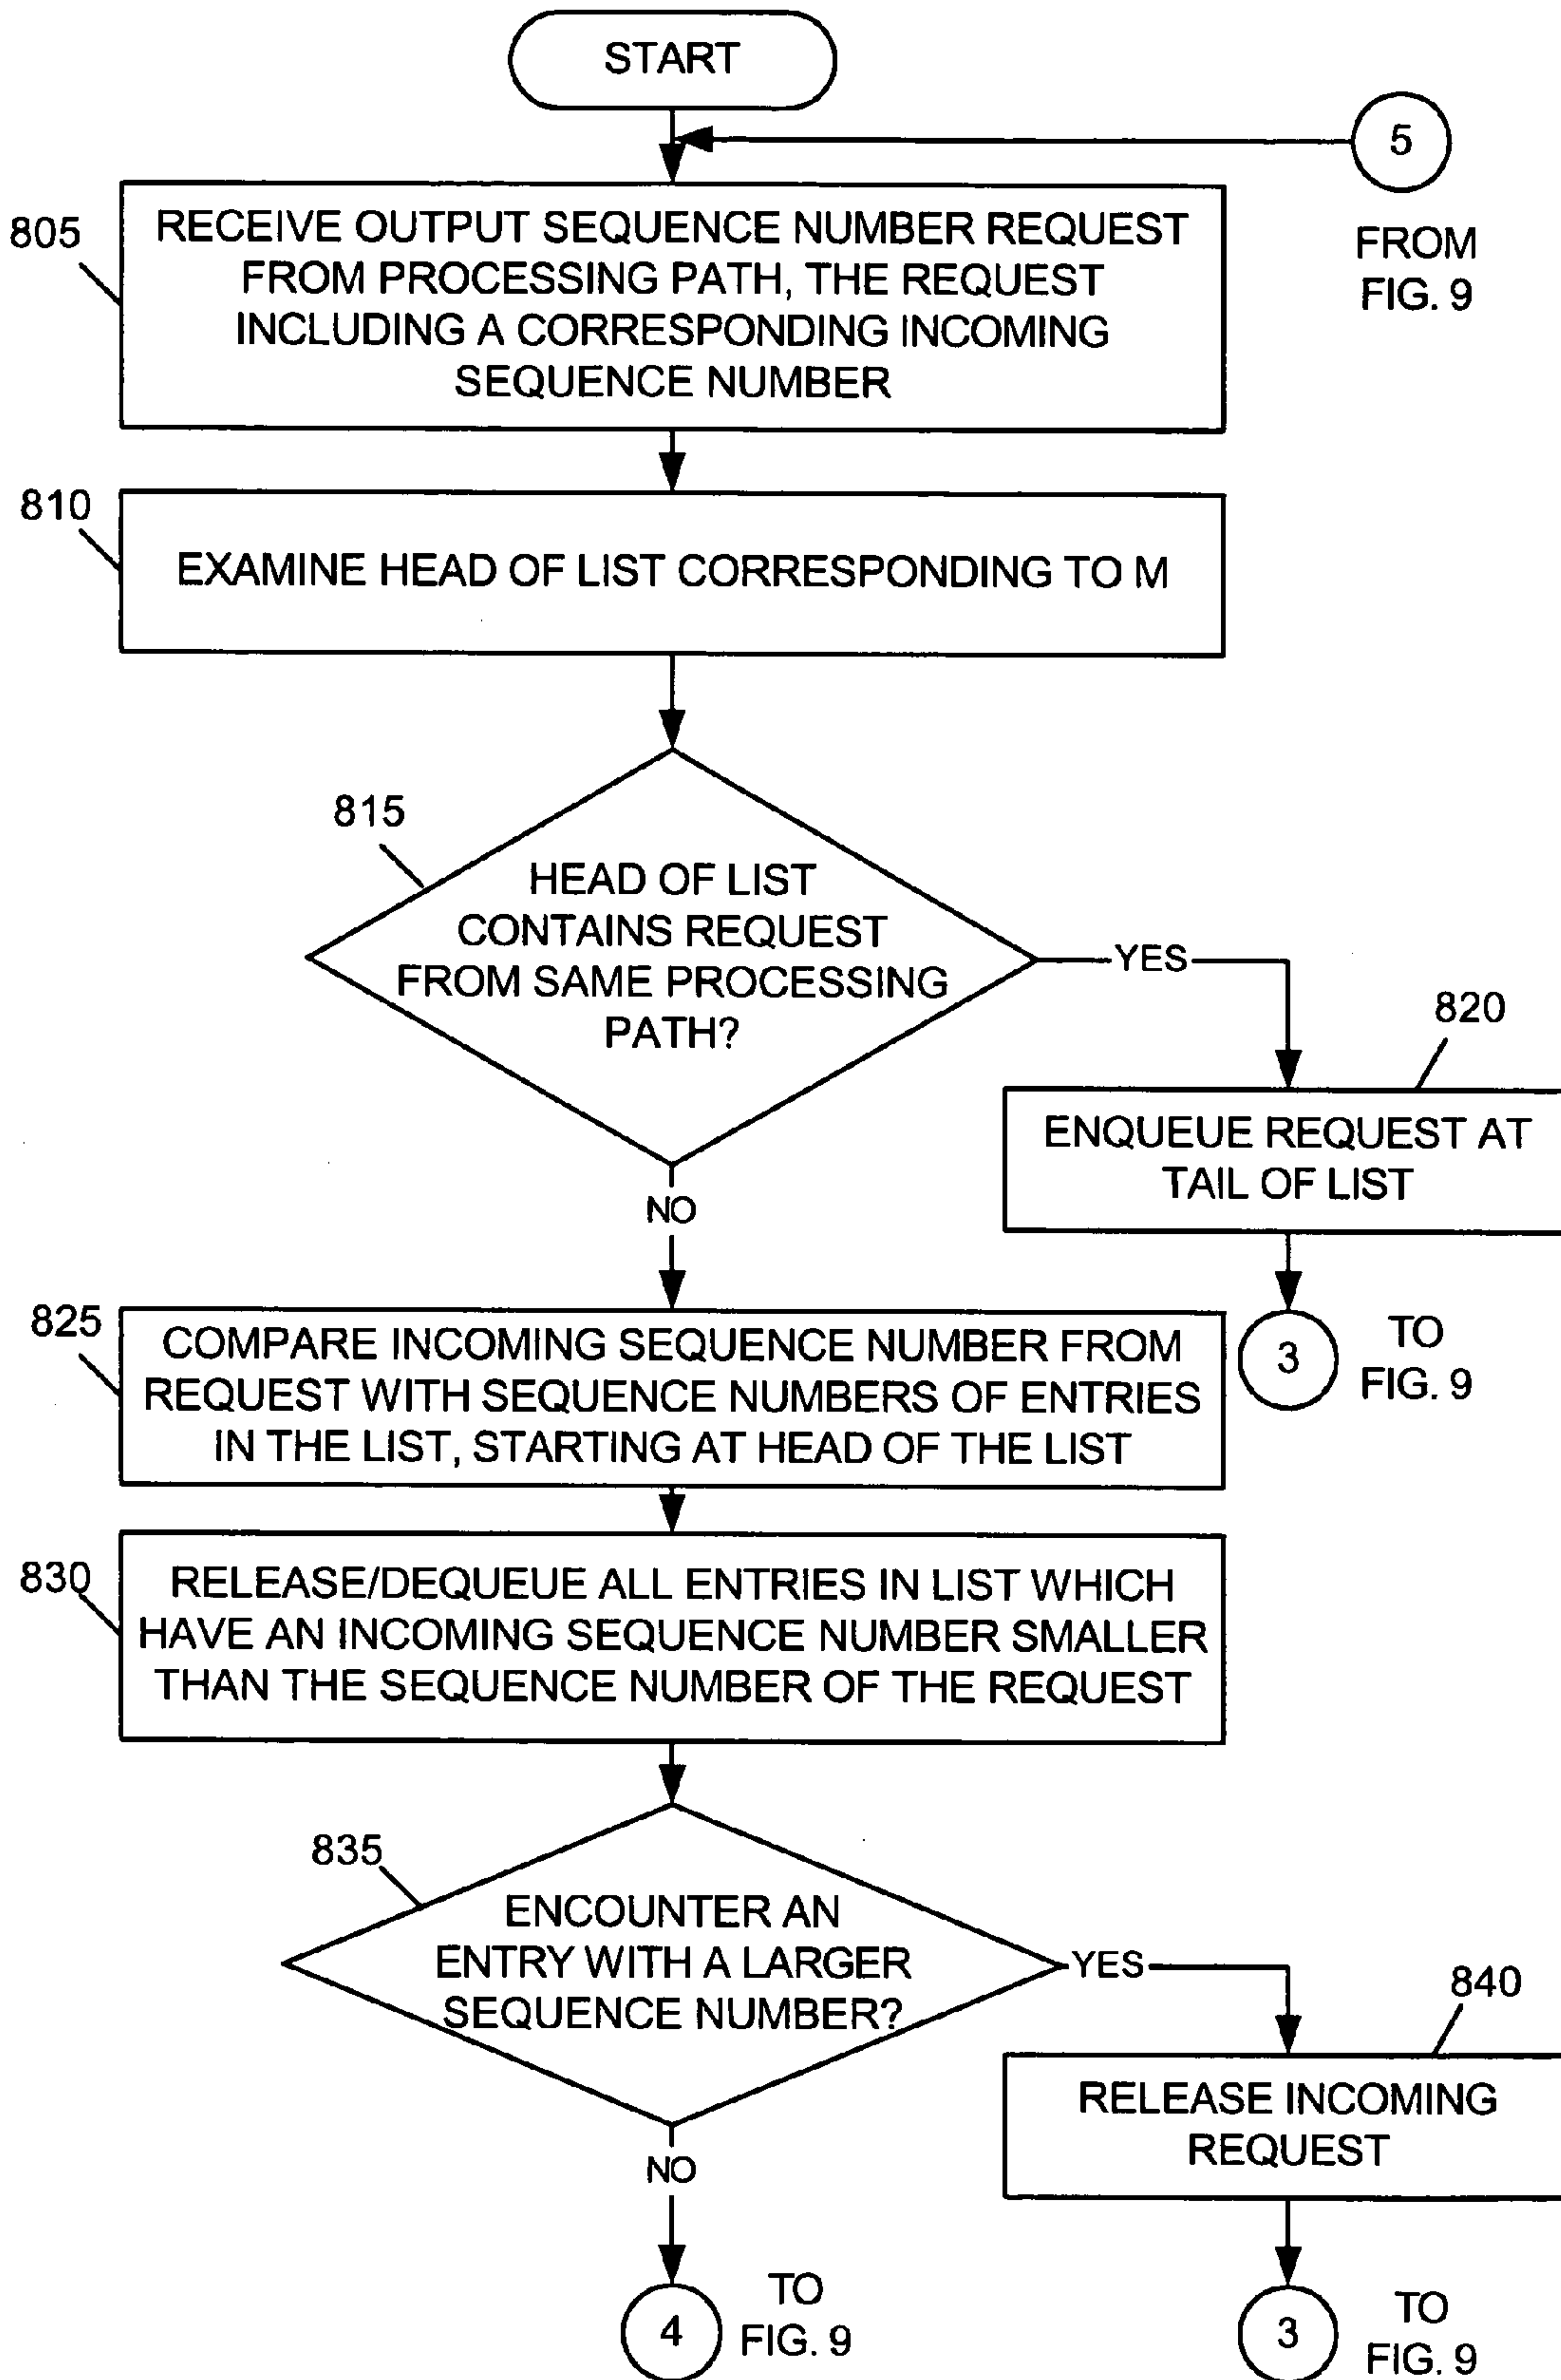 START
5
FROM
FIG. 9
805
RECEIVE OUTPUT SEQUENCE NUMBER REQUEST
FROM PROCESSING PATH, THE REQUEST
INCLUDING A CORRESPONDING INCOMING
SEQUENCE NUMBER
810
EXAMINE HEAD OF LIST CORRESPONDING TO M
815
HEAD OF LIST
CONTAINS REQUEST
FROM SAME PROCESSING
PATH?
YES
820
ENQUEUE REQUEST AT
TAIL OF LIST
NO
3
TO
FIG. 9
825
COMPARE INCOMING SEQUENCE NUMBER FROM
REQUEST WITH SEQUENCE NUMBERS OF ENTRIES
IN THE LIST, STARTING AT HEAD OF THE LIST
830
RELEASE/DEQUEUE ALL ENTRIES IN LIST WHICH
HAVE AN INCOMING SEQUENCE NUMBER SMALLER
THAN THE SEQUENCE NUMBER OF THE REQUEST
835
ENCOUNTER AN
ENTRY WITH A LARGER
SEQUENCE NUMBER?
YES
840
RELEASE INCOMING
REQUEST
NO
4
TO
FIG. 9
3
TO
FIG. 9